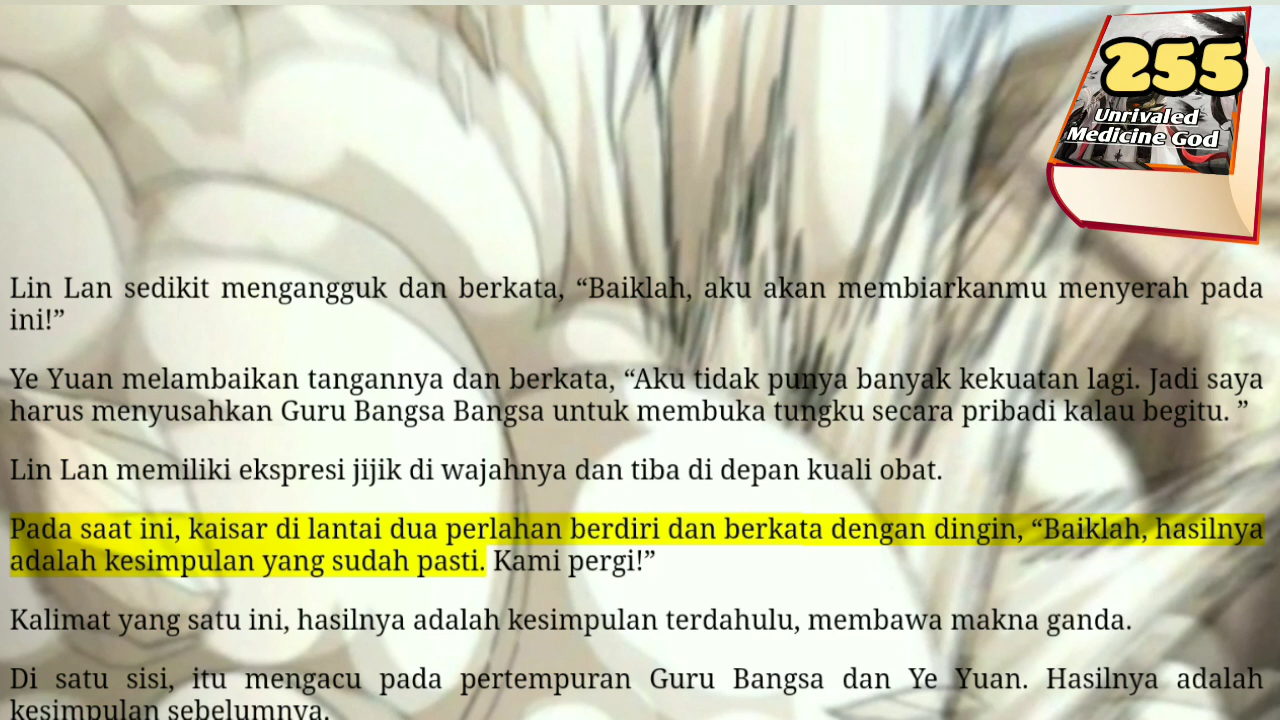 255
Unrivaled
Medicine God
Lin Lan sedikit mengangguk dan berkata, “Baiklah, aku akan membiarkanmu menyerah pada
ini!”
Ye Yuan melambaikan tangannya dan berkata, “Aku tidak punya banyak kekuatan lagi. Jadi saya
harus menyusahkan Guru Bangsa Bangsa untuk membuka tungku secara pribadi kalau begitu. ”
Lin Lan memiliki ekspresi jijik di wajahnya dan tiba di depan kuali obat.
Pada saat ini, kaisar di lantai dua perlahan berdiri dan berkata dengan dingin, “Baiklah, hasilnya
adalah kesimpulan yang sudah pasti. Kami pergi!”
Kalimat yang satu ini, hasilnya adalah kesimpulan terdahulu, membawa makna ganda.
Di satu sisi, itu mengacu pada pertempuran Guru Bangsa dan Ye Yuan. Hasilnya adalah
kesimpulan sebelumnya.